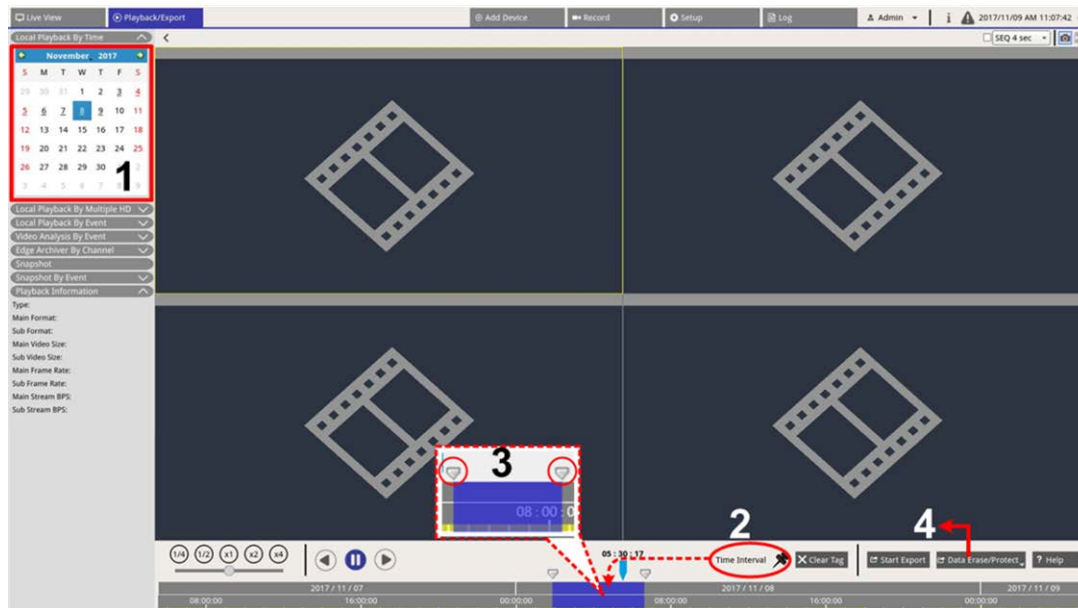 Live View
Playback/Export
Add Device
Record
Setup
Log
Admin
i
2017/11/09 AM 11:07:42
Local Playback By Time
<
SEQ 4 sec
November, 2017
S M T W T F S
29 30 31 1 2 3 4
5 6 7 8 9 10 11
12 13 14 15 16 17 18
19 20 21 22 23 24 25
26 27 28 29 30 2
3 4 5 6 7 8 9
1
Local Playback By Multiple HD
Local Playback By Event
Video Analysis By Event
Edge Archiver By Channel
Snapshot
Snapshot By Event
Playback Information
Type:
Main Format:
Sub Format:
Main Video Size:
Sub Video Size:
Main Frame Rate:
Sub Frame Rate:
Main Stream BPS:
Sub Stream BPS:
3
08 : 00 : 0
2
4
1/4 1/2 x1 x2 x4
05 : 30 : 17
Time Interval
Clear Tag
Start Export
Data Erase/Protect
? Help
2017 / 11 / 07
2017 / 11 / 08
2017 / 11 / 09
08:00:00
16:00:00
00:00:00
08:00:00
16:00:00
00:00:00